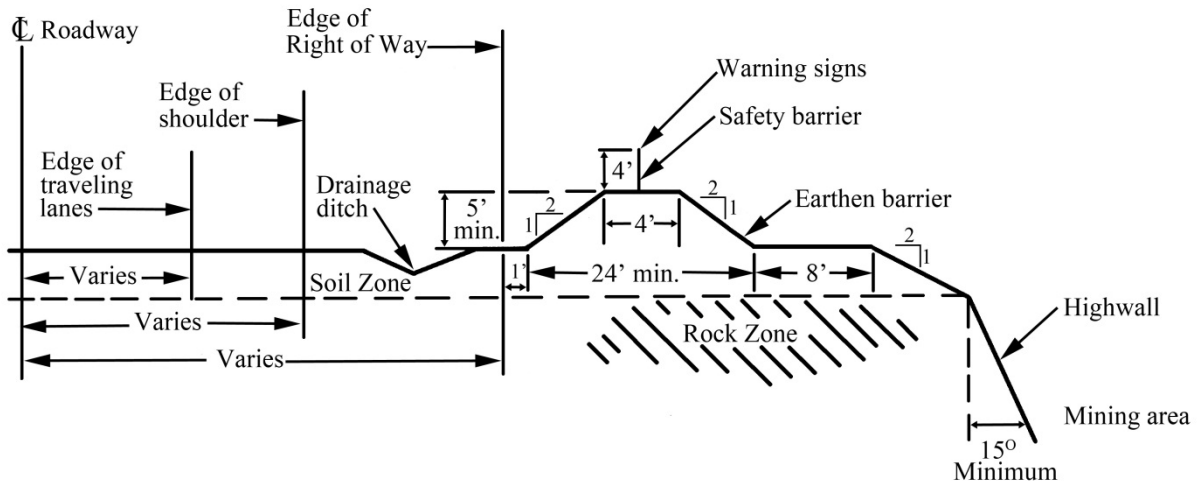 ℄ Roadway
Edge of
Right of Way
Edge of
shoulder
Edge of
traveling
lanes
Drainage
ditch
Warning signs
Safety barrier
4’
5’
min.
2
1
4’
2
1
Earthen barrier
2
1
Varies
Soil Zone
1’
24’ min.
8’
Varies
Rock Zone
Highwall
Varies
Mining area
15⁰
Minimum